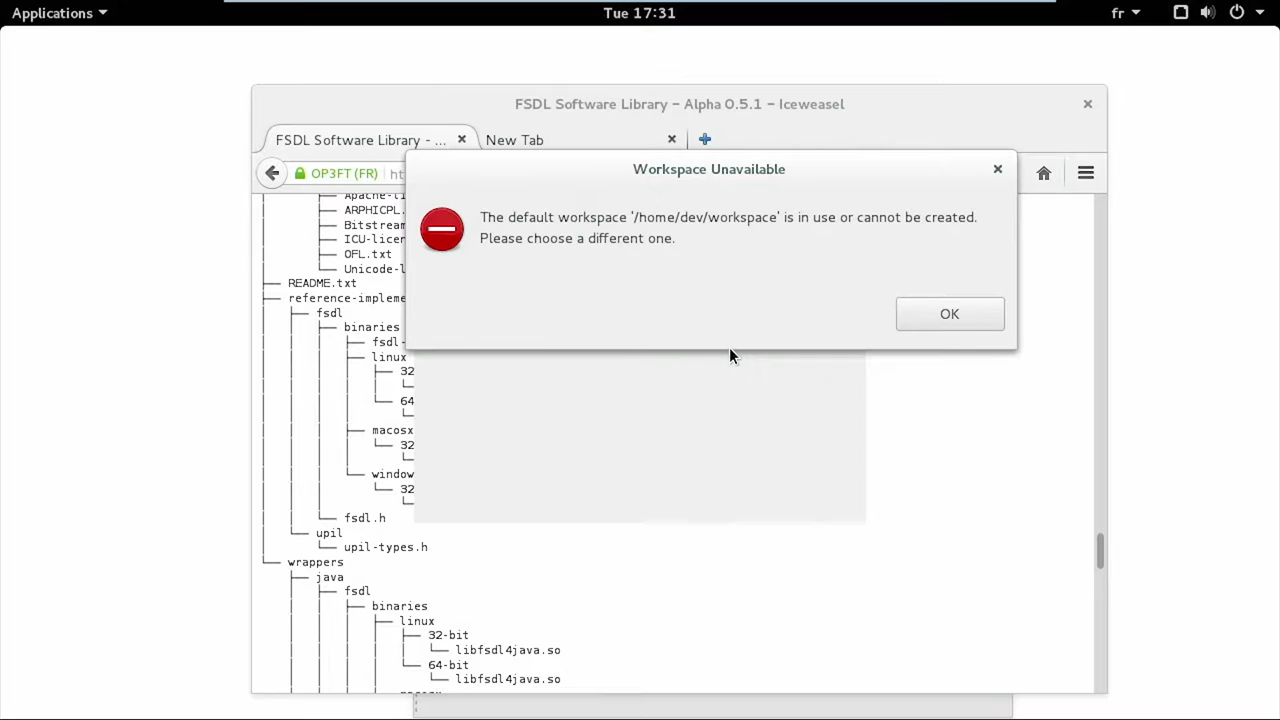 Applications
Tue 17:31
fr
FSDL Software Library – Alpha 0.5.1 – Iceweasel
FSDL Software Library - ...
New Tab
OP3FT (FR)
Workspace Unavailable
The default workspace '/home/dev/workspace' is in use or cannot be created.
Please choose a different one.
OK
ARPHICPL.
Bitstream
ICU-licen
OFL.txt
Unicode-l
README.txt
reference-impleme
fsdl
binaries
fsdl-
linux
32
64
macosx
32
window
32
fsdl.h
upil
upil-types.h
wrappers
java
fsdl
binaries
linux
32-bit
libfsdl4java.so
64-bit
libfsdl4java.so